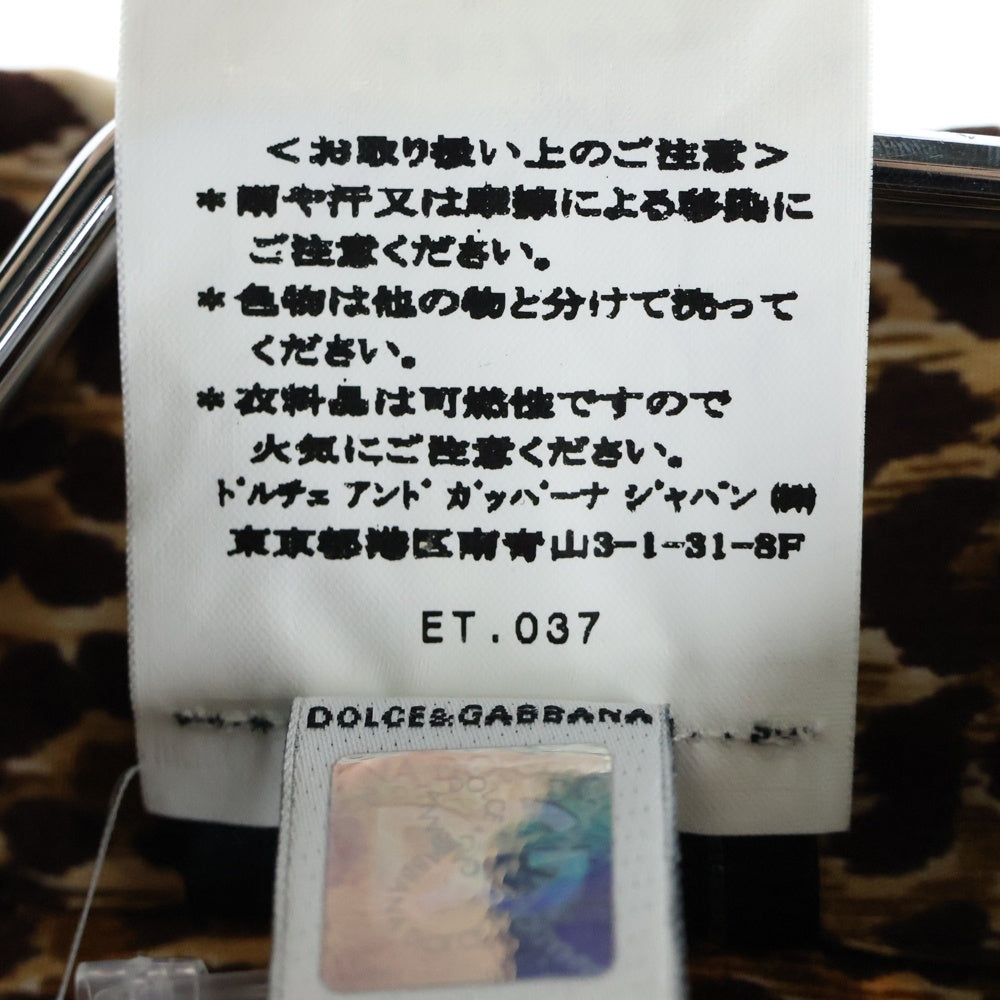 ＜お取り扱い上のご注意＞
＊雨や汗又は摩擦による移染に
ご注意ください。
＊色物は他の物と分けて洗って
ください。
＊衣料品は可燃性ですので
火気にご注意ください。
ドルチェ アンド ガッバーナ ジャパン ㈱
東京都港区南青山3-1-31-8F
ET.037
DOLCE&GABBANA